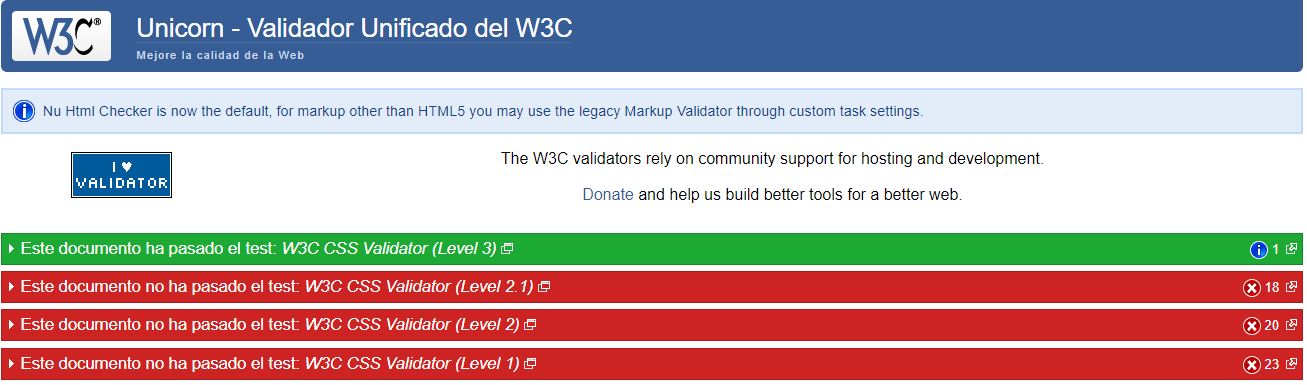 W3C®
Unicorn - Validador Unificado del W3C
Mejore la calidad de la Web
Nu Html Checker is now the default, for markup other than HTML5 you may use the legacy Markup Validator through custom task settings.
I ♥
VALIDATOR
The W3C validators rely on community support for hosting and development.
Donate and help us build better tools for a better web.
Este documento ha pasado el test: W3C CSS Validator (Level 3) 1
Este documento no ha pasado el test: W3C CSS Validator (Level 2.1) 18
Este documento no ha pasado el test: W3C CSS Validator (Level 2) 20
Este documento no ha pasado el test: W3C CSS Validator (Level 1) 23